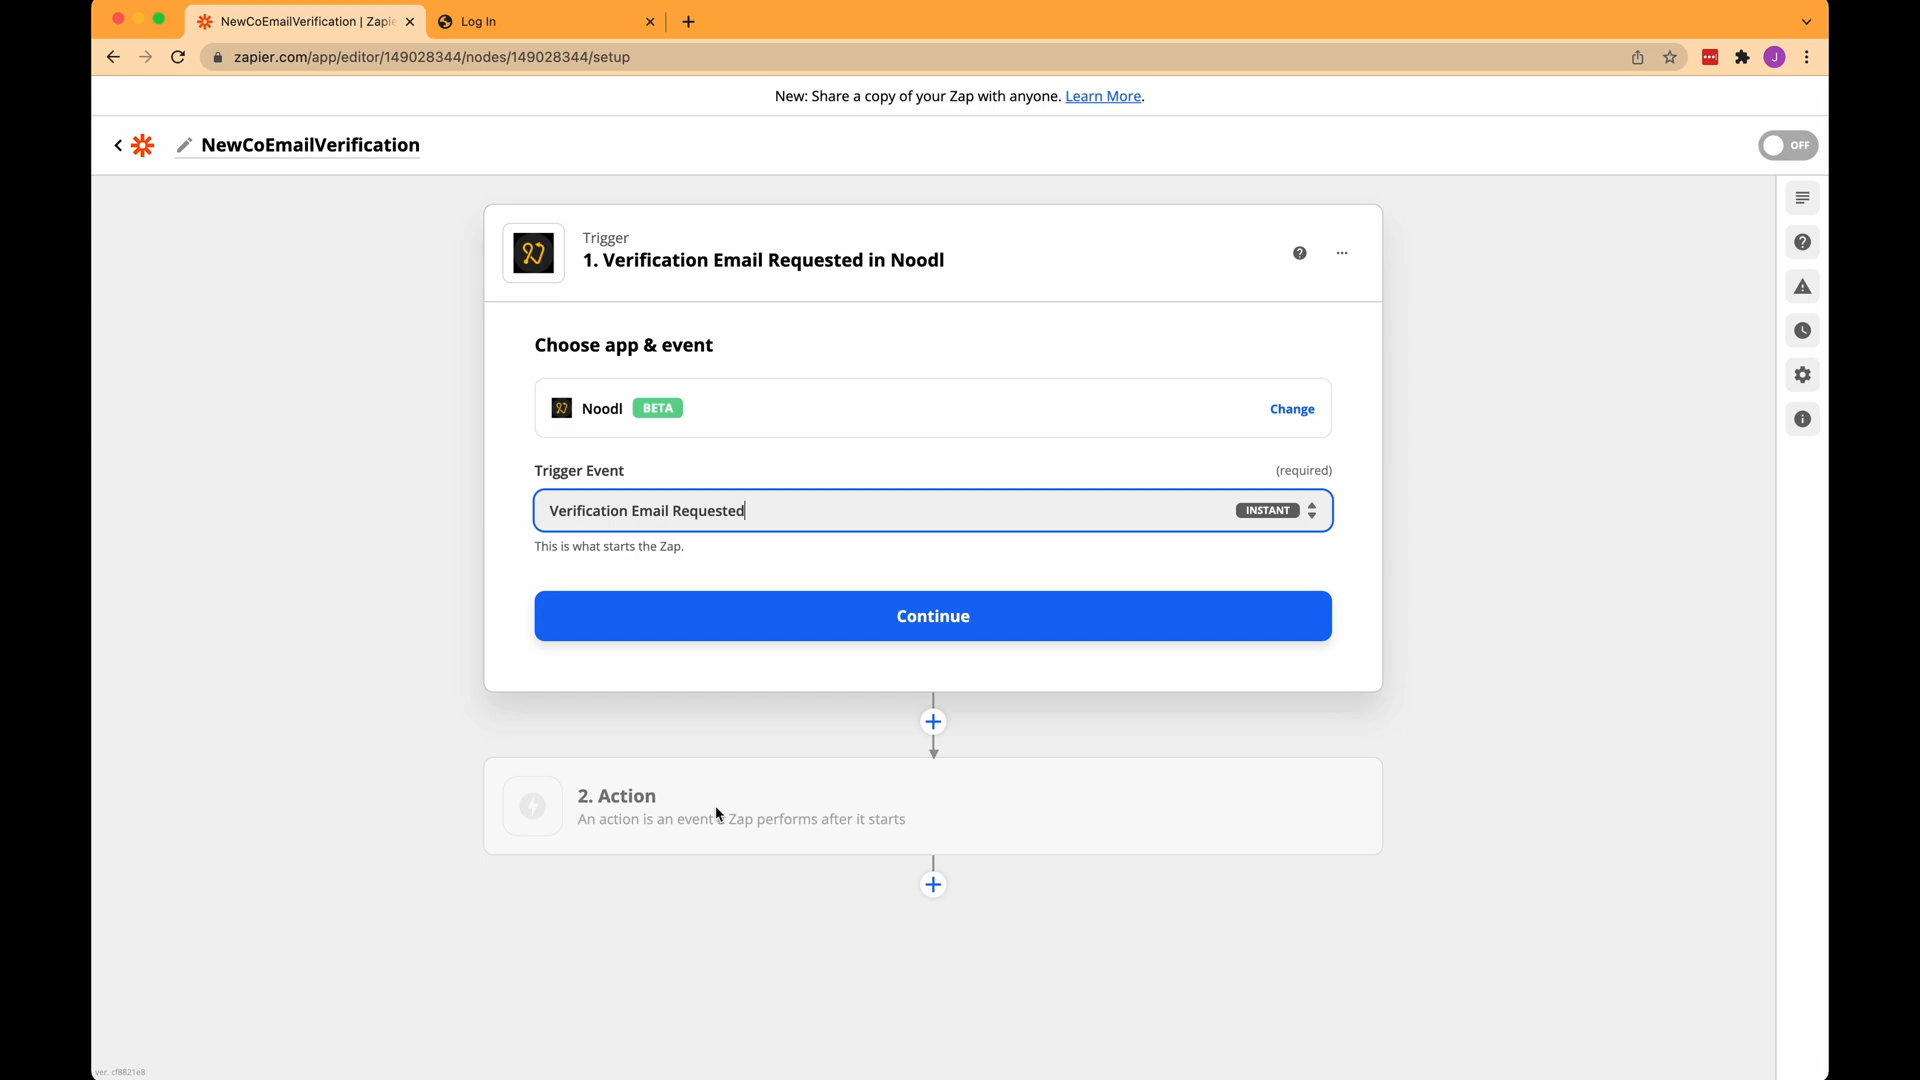 NewCoEmailVerification | Zapie
Log In
zapier.com/app/editor/149028344/nodes/149028344/setup
J
New: Share a copy of your Zap with anyone. Learn More.
NewCoEmailVerification
OFF
Trigger
1. Verification Email Requested in Noodl
Choose app & event
Noodl BETA
Change
Trigger Event
(required)
Verification Email Requested
INSTANT
This is what starts the Zap.
Continue
2. Action
An action is an event a Zap performs after it starts
ver. cf8821e8